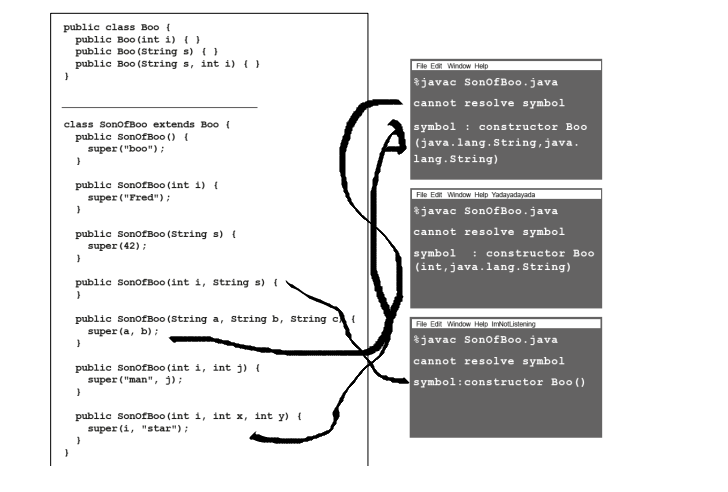 public class Boo {
public Boo(int i) { }
public Boo(String s) { }
public Boo(String s, int i) { }
}
class SonOfBoo extends Boo {
public SonOfBoo() {
super("boo");
}
public SonOfBoo(int i) {
super("Fred");
}
public SonOfBoo(String s) {
super(42);
}
public SonOfBoo(int i, String s) {
}
public SonOfBoo(String a, String b, String c) {
super(a, b);
}
public SonOfBoo(int i, int j) {
super("man", j);
}
public SonOfBoo(int i, int x, int y) {
super(i, "star");
}
}
File Edit Window Help
%javac SonOfBoo.java
cannot resolve symbol
symbol : constructor Boo
(java.lang.String,java.
lang.String)
File Edit Window Help Yadayadayada
%javac SonOfBoo.java
cannot resolve symbol
symbol : constructor Boo
(int,java.lang.String)
File Edit Window Help ImNotListening
%javac SonOfBoo.java
cannot resolve symbol
symbol:constructor Boo()